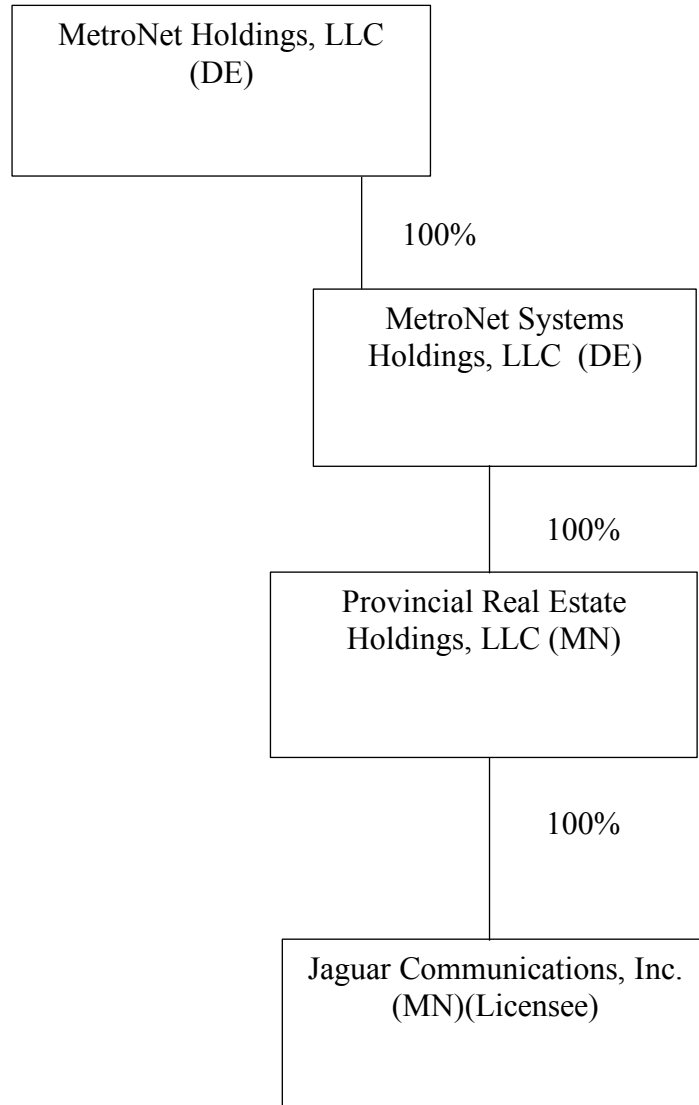 MetroNet Holdings, LLC
(DE)
100%
MetroNet Systems
Holdings, LLC  (DE)
100%
Provincial Real Estate
Holdings, LLC (MN)
100%
Jaguar Communications, Inc.
(MN)(Licensee)